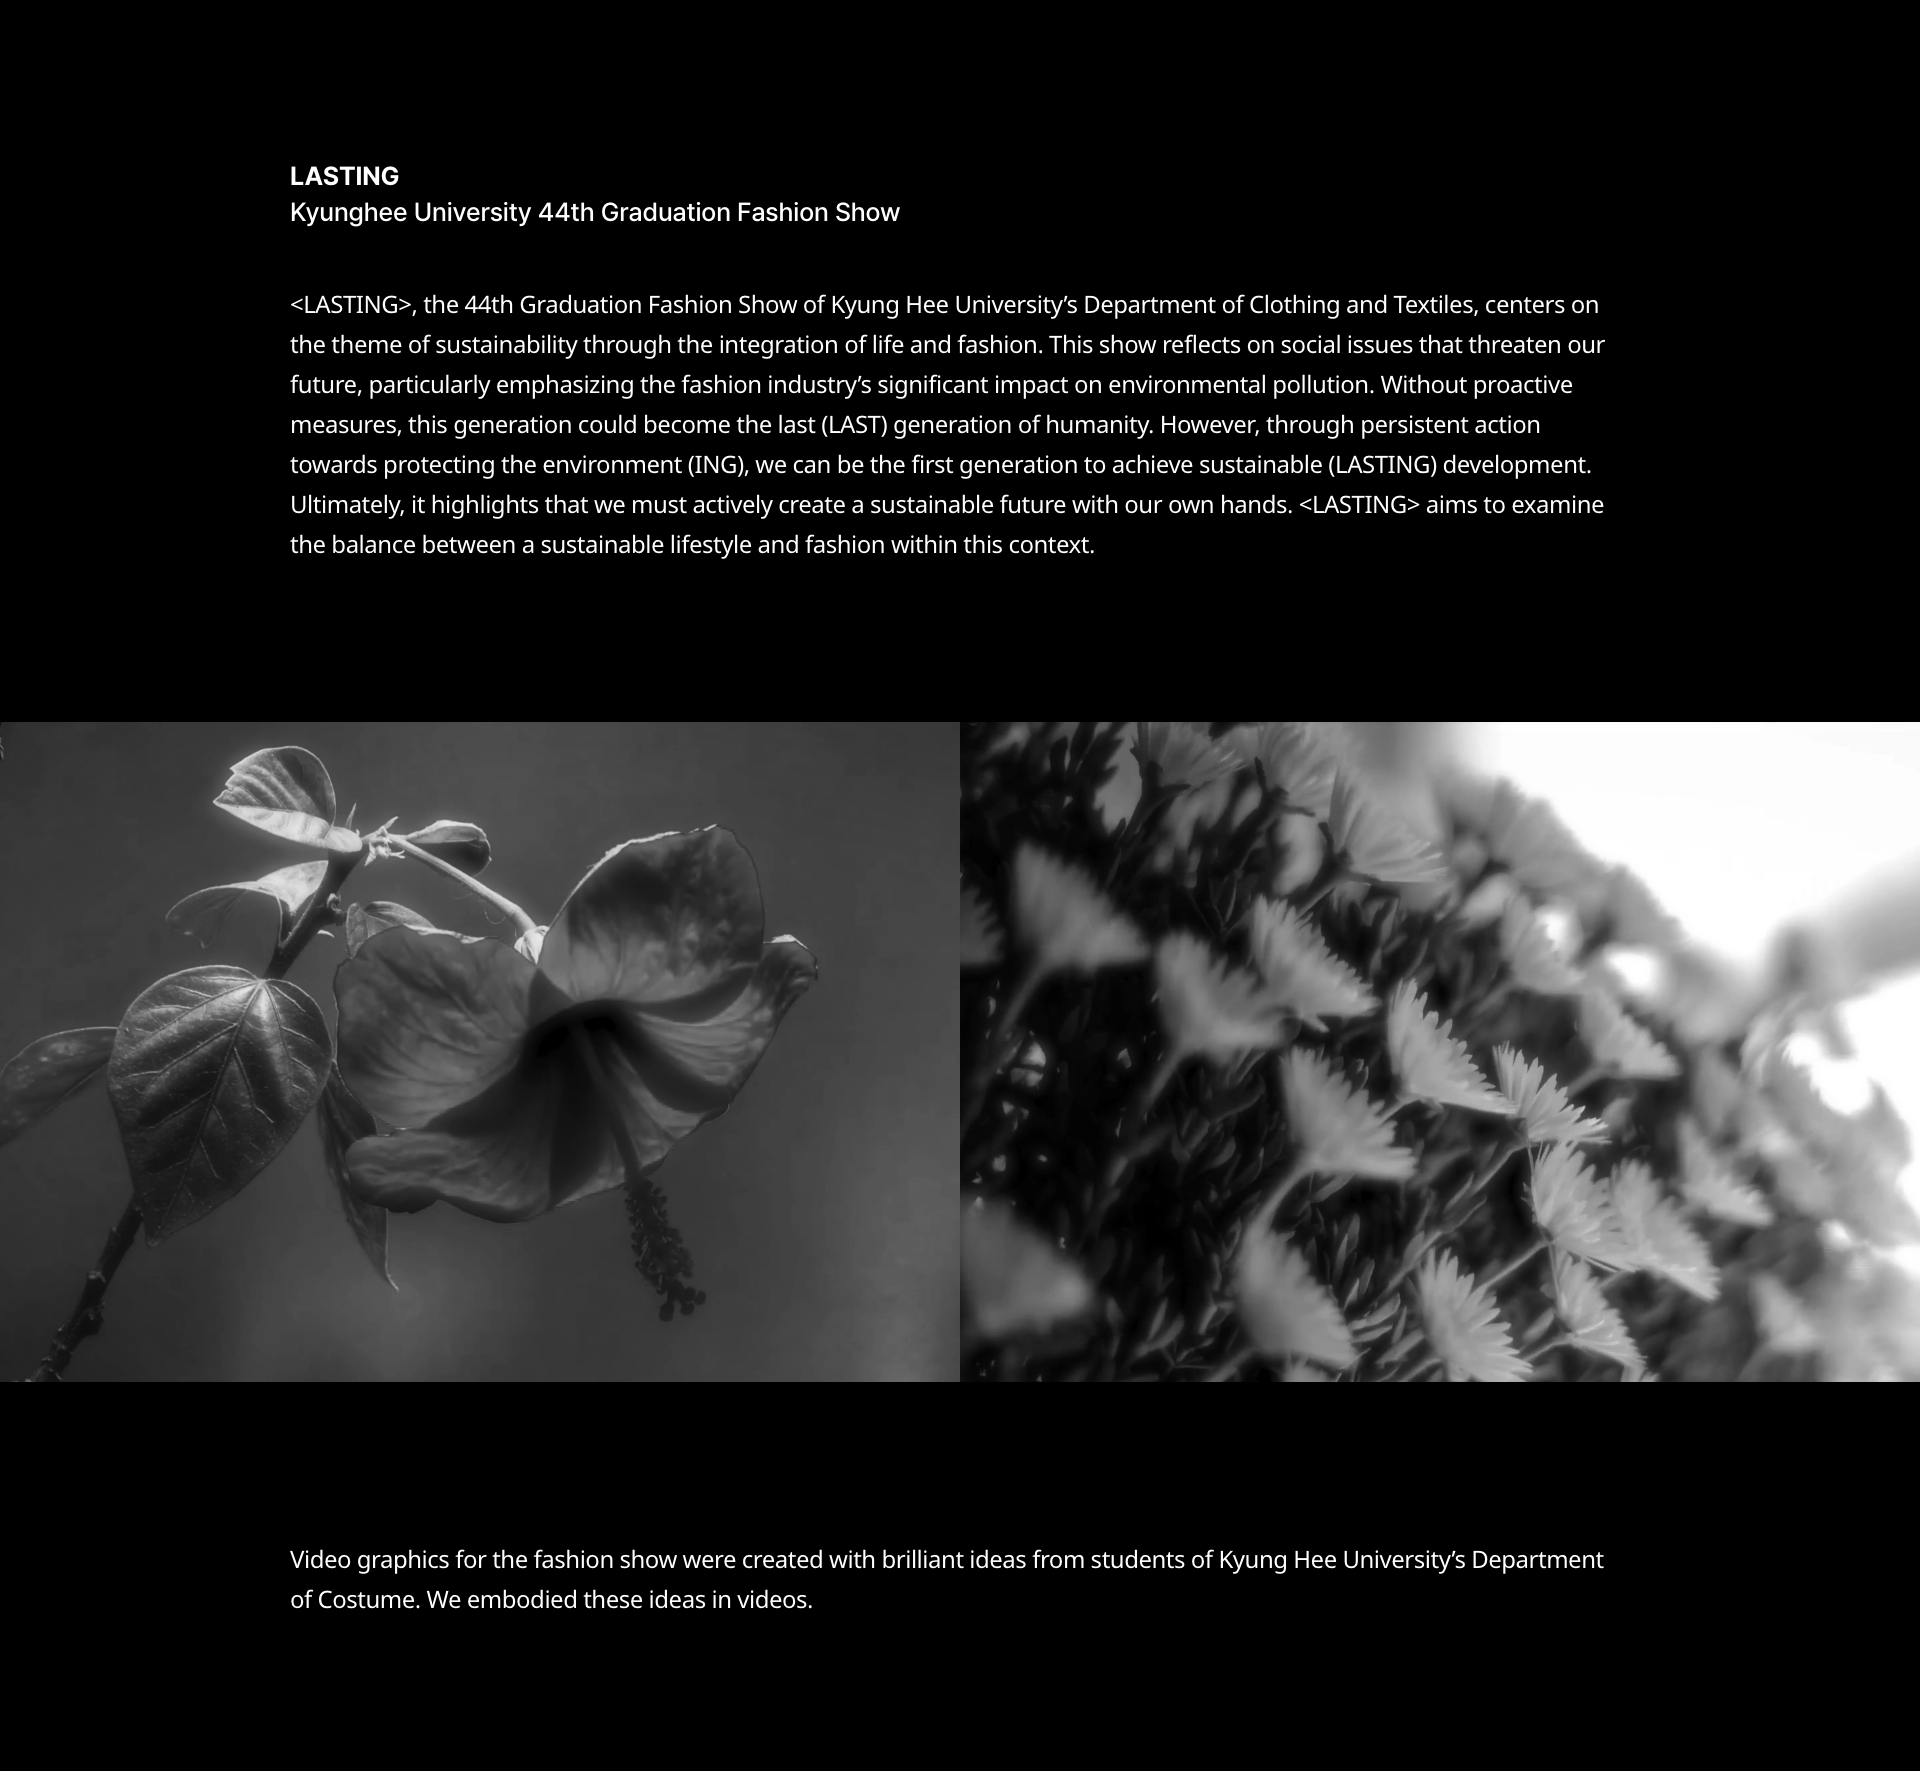 LASTING
Kyunghee University 44th Graduation Fashion Show
<LASTING>, the 44th Graduation Fashion Show of Kyung Hee University’s Department of Clothing and Textiles, centers on
the theme of sustainability through the integration of life and fashion. This show reflects on social issues that threaten our
future, particularly emphasizing the fashion industry’s significant impact on environmental pollution. Without proactive
measures, this generation could become the last (LAST) generation of humanity. However, through persistent action
towards protecting the environment (ING), we can be the first generation to achieve sustainable (LASTING) development.
Ultimately, it highlights that we must actively create a sustainable future with our own hands. <LASTING> aims to examine
the balance between a sustainable lifestyle and fashion within this context.
Video graphics for the fashion show were created with brilliant ideas from students of Kyung Hee University’s Department
of Costume. We embodied these ideas in videos.